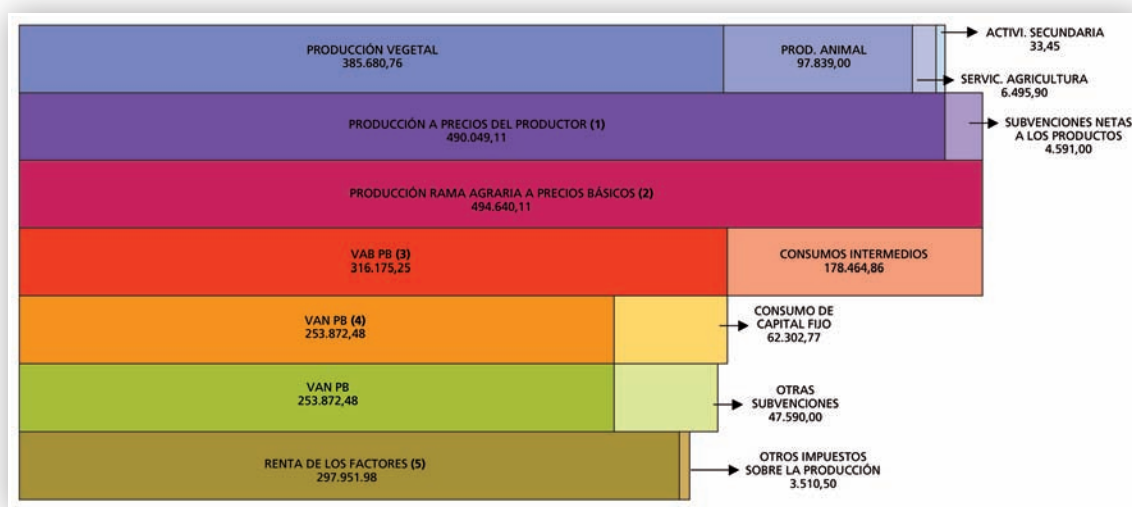 PRODUCCIÓN VEGETAL
385.680,76
PROD. ANIMAL
97.839,00
ACTIVI. SECUNDARIA
33,45
SERVIC. AGRICULTURA
6.495,90
PRODUCCIÓN A PRECIOS DEL PRODUCTOR (1)
490.049,11
SUBVENCIONES NETAS
A LOS PRODUCTOS
4.591,00
PRODUCCIÓN RAMA AGRARIA A PRECIOS BÁSICOS (2)
494.640,11
VAB PB (3)
316.175,25
CONSUMOS INTERMEDIOS
178.464,86
VAN PB (4)
253.872,48
CONSUMO DE
CAPITAL FIJO
62.302,77
VAN PB
253.872,48
OTRAS
SUBVENCIONES
47.590,00
RENTA DE LOS FACTORES (5)
297.951.98
OTROS IMPUESTOS
SOBRE LA PRODUCCIÓN
3.510,50